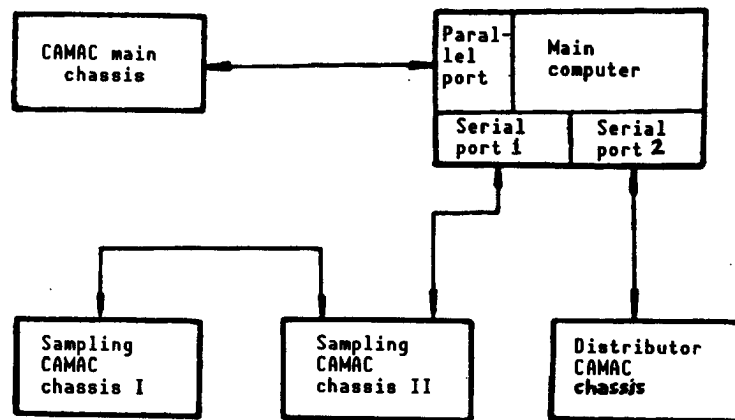 CAMAC main
chassis
Paral-
lel
port
Main
computer
Serial
port 1
Serial
port 2
Sampling
CAMAC
chassis I
Sampling
CAMAC
chassis II
Distributor
CAMAC
chassis